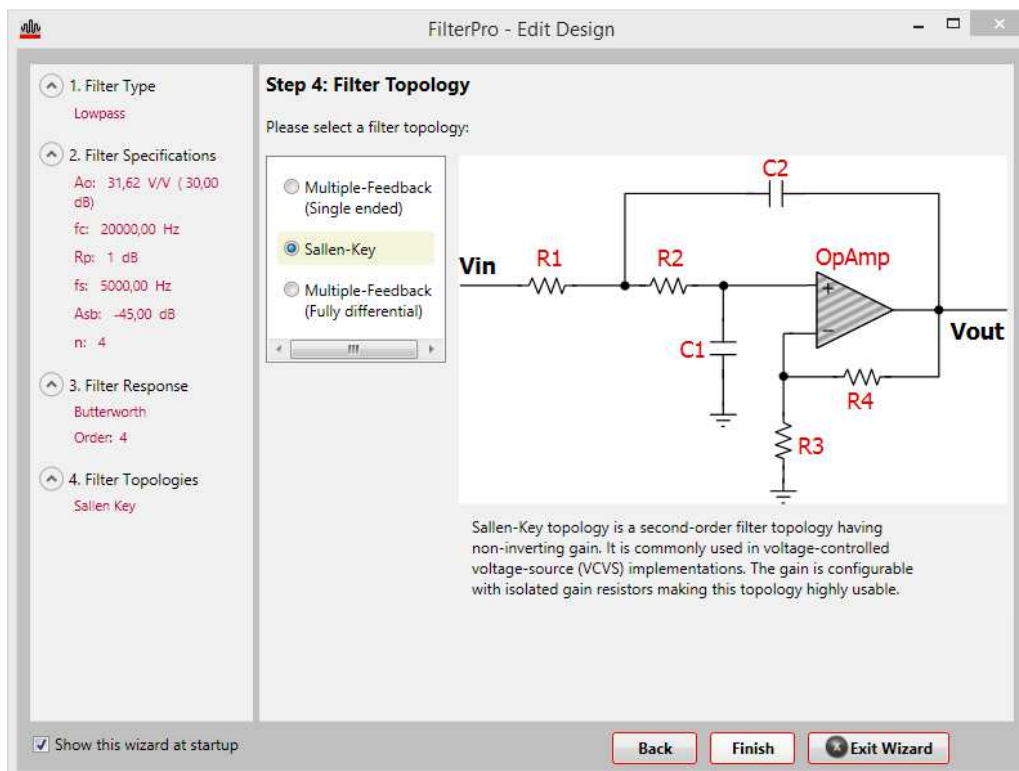 FilterPro - Edit Design
1. Filter Type
Lowpass
2. Filter Specifications
Ao: 31,62 V/V ( 30,00
dB)
fc: 20000,00 Hz
Rp: 1 dB
fs: 5000,00 Hz
Asb: -45,00 dB
n: 4
3. Filter Response
Butterworth
Order: 4
4. Filter Topologies
Sallen Key
Step 4: Filter Topology
Please select a filter topology:
Multiple-Feedback
(Single ended)
Sallen-Key
Multiple-Feedback
(Fully differential)
C2
Vin
R1
R2
OpAmp
Vout
C1
R4
R3
Sallen-Key topology is a second-order filter topology having
non-inverting gain. It is commonly used in voltage-controlled
voltage-source (VCVS) implementations. The gain is configurable
with isolated gain resistors making this topology highly usable.
Show this wizard at startup
Back
Finish
Exit Wizard